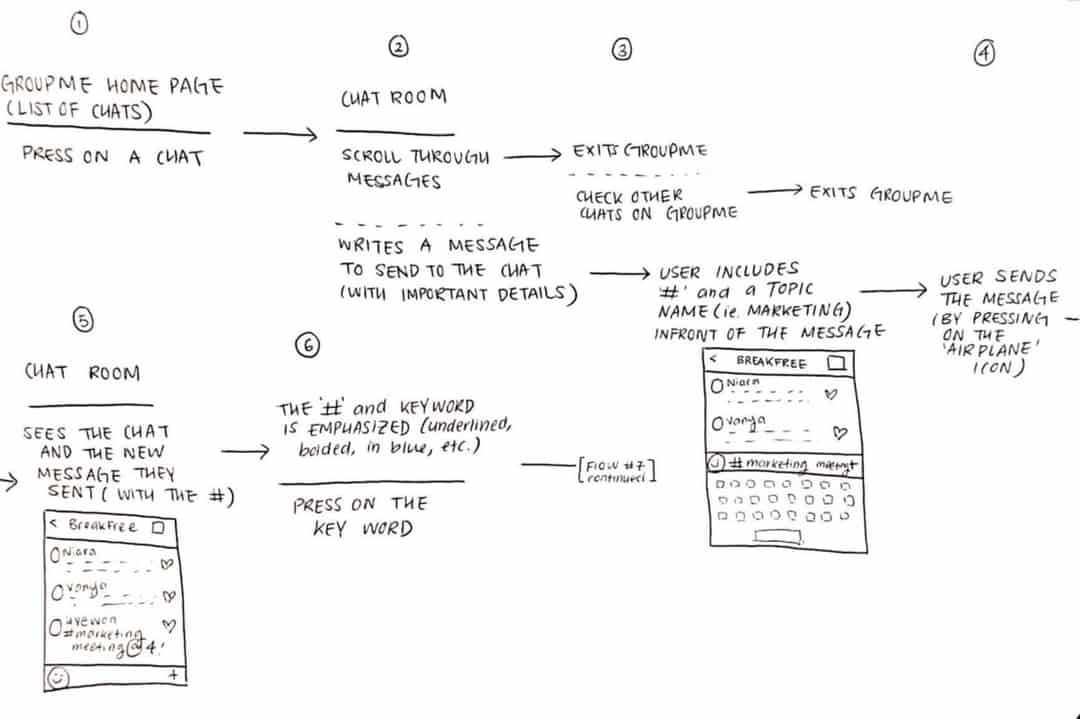 ①
GROUPME HOME PAGE
(LIST OF CHATS)
PRESS ON A CHAT
②
CHAT ROOM
SCROLL THROUGH
MESSAGES
WRITES A MESSAGE
TO SEND TO THE CHAT
(WITH IMPORTANT DETAILS)
③
EXITS GROUPME
CHECK OTHER
CHATS ON GROUPME
EXITS GROUPME
USER INCLUDES
'#' and a TOPIC
NAME (ie. MARKETING)
INFRONT OF THE MESSAGE
< BREAKFREE
Niara
Vanya
#marketing meeting
④
USER SENDS
THE MESSAGE
(BY PRESSING
ON THE
'AIRPLANE'
ICON)
⑤
CHAT ROOM
SEES THE CHAT
AND THE NEW
MESSAGE THEY
SENT (WITH THE #)
< BreakFree
Niara
Vanya
#marketing
meeting@4!
+
⑥
THE '#' and KEYWORD
IS EMPHASIZED (underlined,
bolded, in blue, etc.)
PRESS ON THE
KEY WORD
[Flow #7
continued]